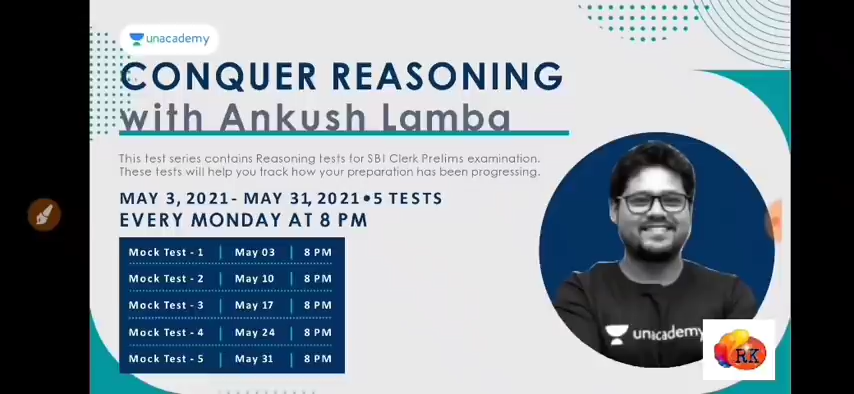 unacademy
CONQUER REASONING
with Ankush Lamba
This test series contains Reasoning tests for SBI Clerk Prelims examination.
These tests will help you track how your preparation has been progressing.
MAY 3, 2021- MAY 31, 2021•5 TESTS
EVERY MONDAY AT 8 PM
Mock Test - 1 | May 03 | 8 PM
Mock Test - 2 | May 10 | 8 PM
Mock Test - 3 | May 17 | 8 PM
Mock Test - 4 | May 24 | 8 PM
Mock Test - 5 | May 31 | 8 PM
unacademy
RK